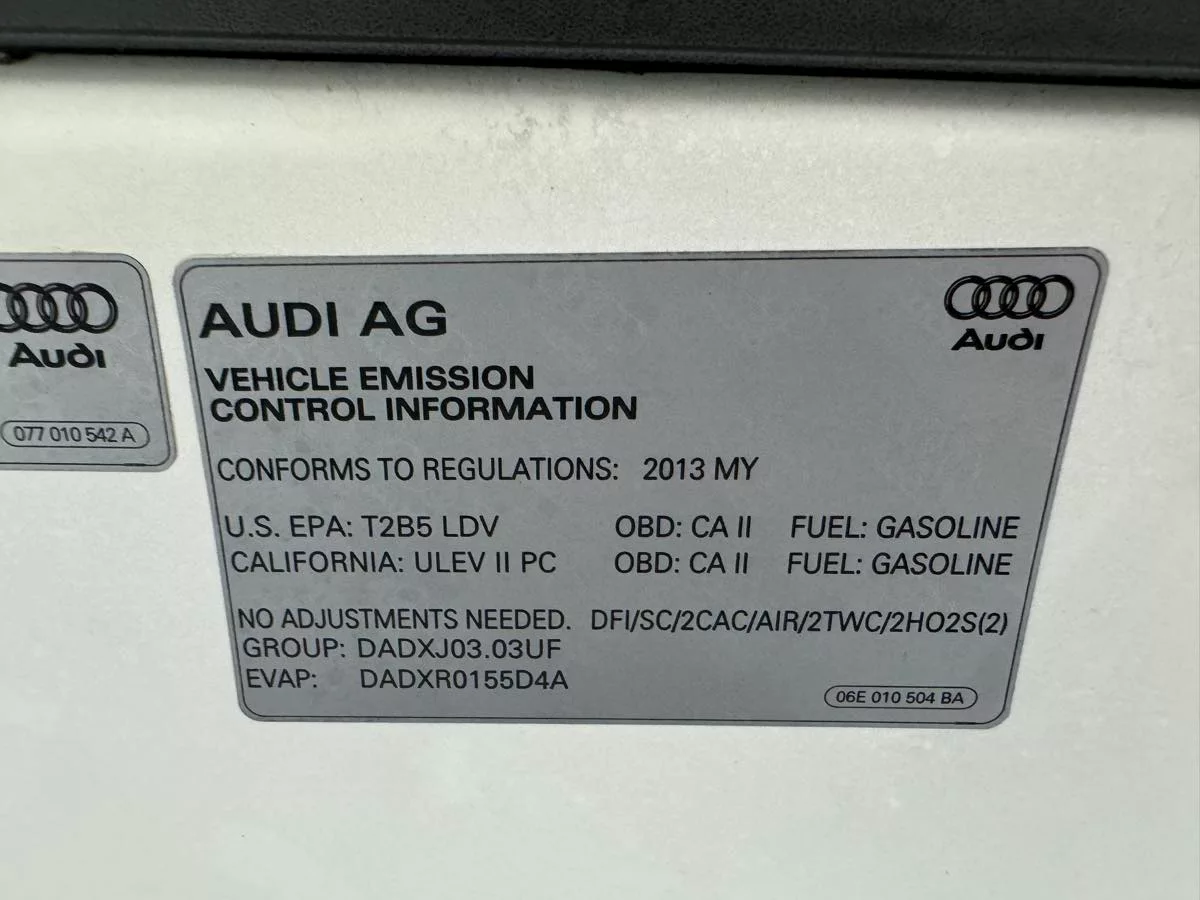 Audi
077 010 542 A
AUDI AG
Audi
VEHICLE EMISSION
CONTROL INFORMATION
CONFORMS TO REGULATIONS: 2013 MY
U.S. EPA: T2B5 LDV OBD: CA II FUEL: GASOLINE
CALIFORNIA: ULEV II PC OBD: CA II FUEL: GASOLINE
NO ADJUSTMENTS NEEDED. DFI/SC/2CAC/AIR/2TWC/2HO2S(2)
GROUP: DADXJ03.03UF
EVAP: DADXR0155D4A
06E 010 504 BA